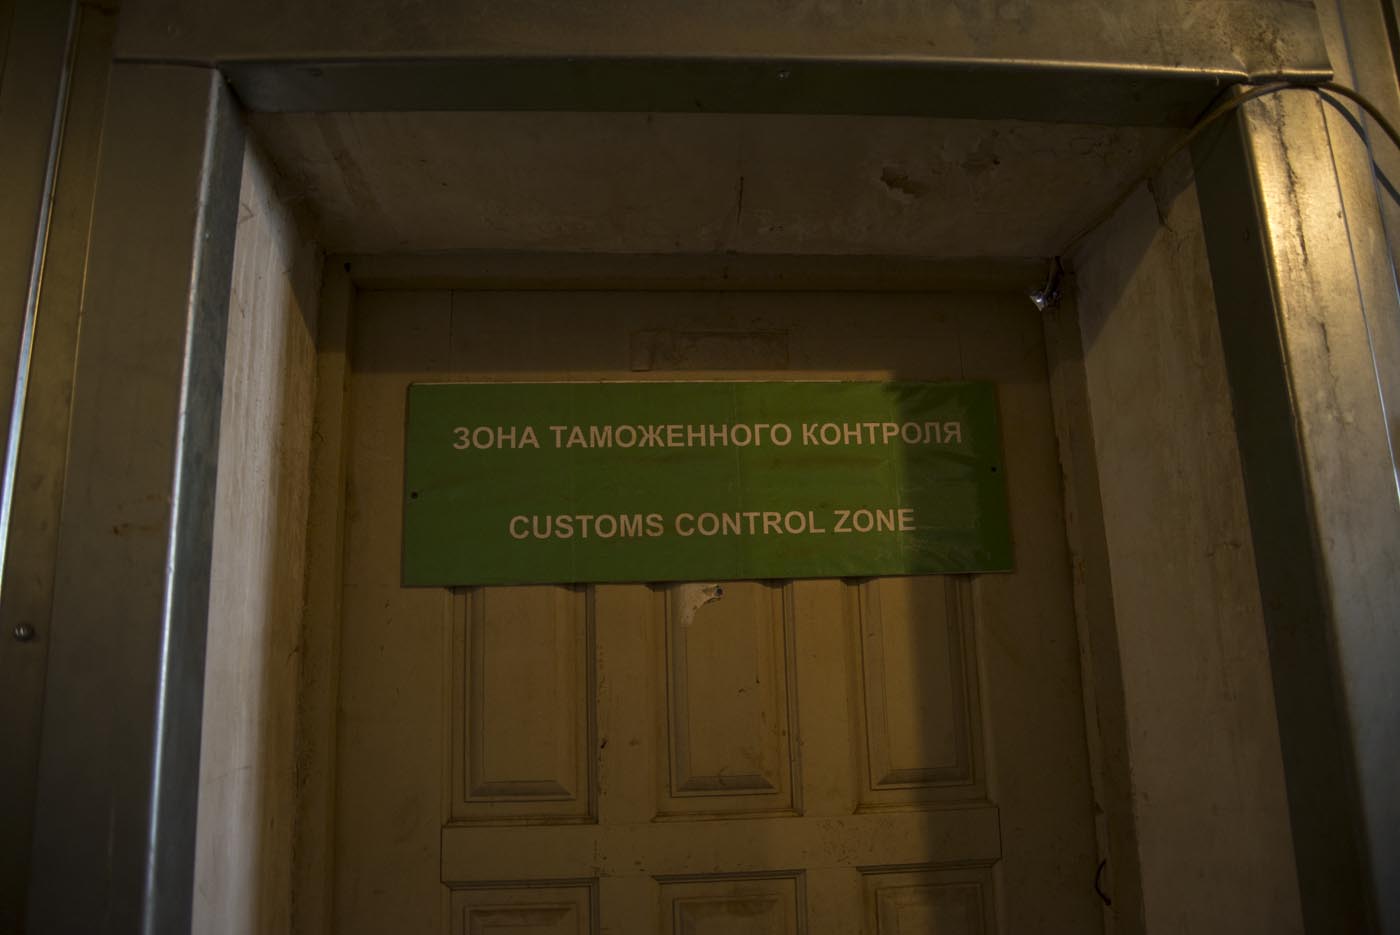 ЗОНА ТАМОЖЕННОГО КОНТРОЛЯ
CUSTOMS CONTROL ZONE